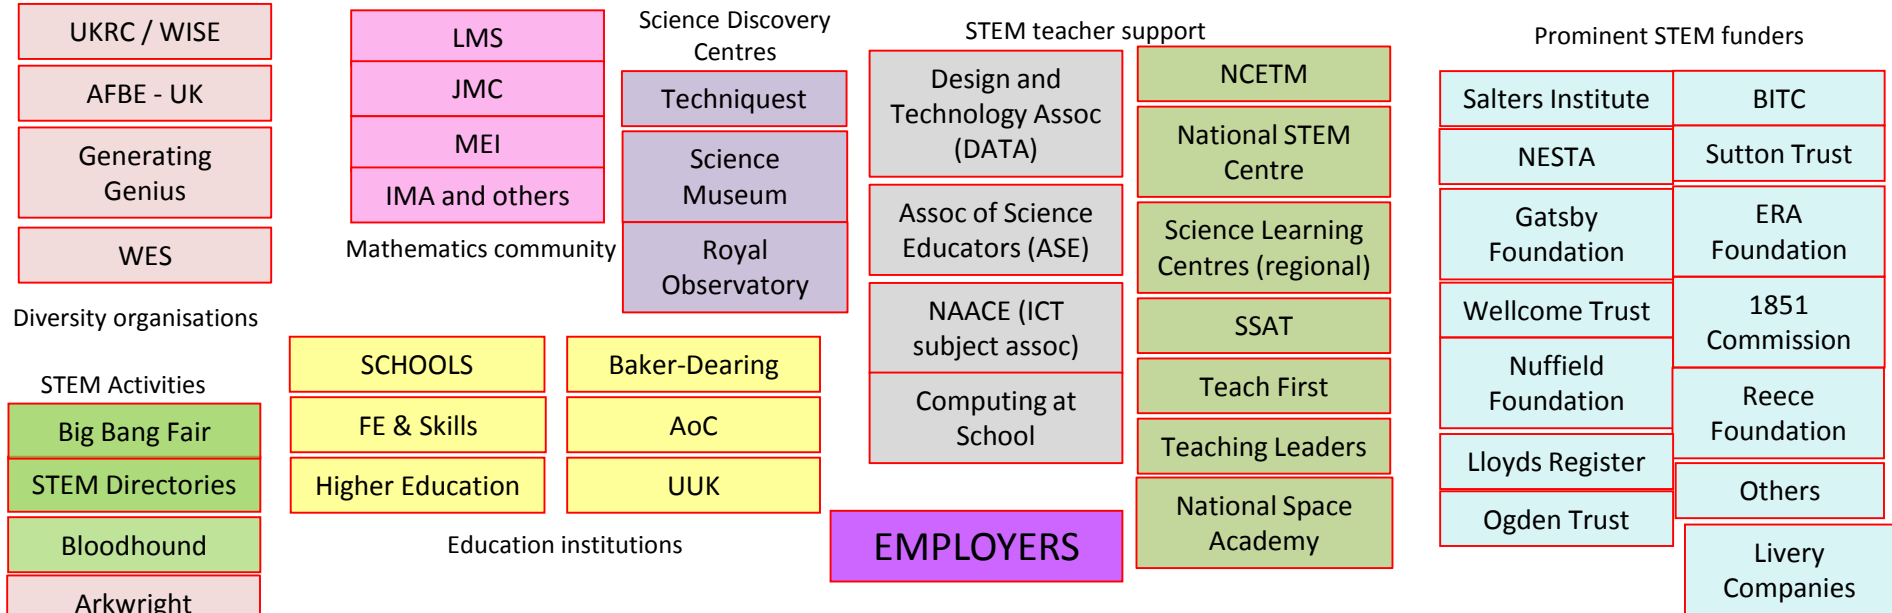 UKRC / WISE
AFBE - UK
Generating
Genius
WES
Diversity organisations
STEM Activities
Big Bang Fair
STEM Directories
Bloodhound
Arkwright
LMS
JMC
MEI
IMA and others
Mathematics community
Science Discovery
Centres
Techniquest
Science
Museum
Royal
Observatory
SCHOOLS
FE & Skills
Higher Education
Baker-Dearing
AoC
UUK
Education institutions
STEM teacher support
Design and
Technology Assoc
(DATA)
Assoc of Science
Educators (ASE)
NAACE (ICT
subject assoc)
Computing at
School
EMPLOYERS
NCETM
National STEM
Centre
Science Learning
Centres (regional)
SSAT
Teach First
Teaching Leaders
National Space
Academy
Prominent STEM funders
Salters Institute
NESTA
Gatsby
Foundation
Wellcome Trust
Nuffield
Foundation
Lloyds Register
Ogden Trust
BITC
Sutton Trust
ERA
Foundation
1851
Commission
Reece
Foundation
Others
Livery
Companies